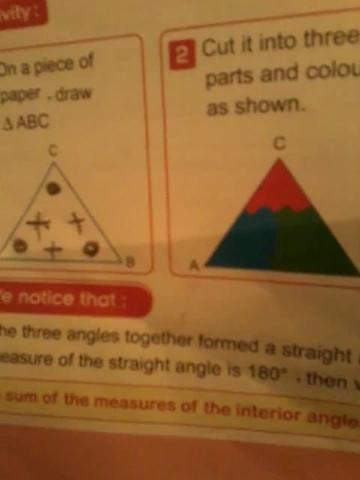 ivity :
On a piece of
paper , draw
△ ABC
C
B
2 Cut it into three
parts and colou
as shown.
C
A
e notice that :
he three angles together formed a straight
easure of the straight angle is 180° , then
sum of the measures of the interior angle